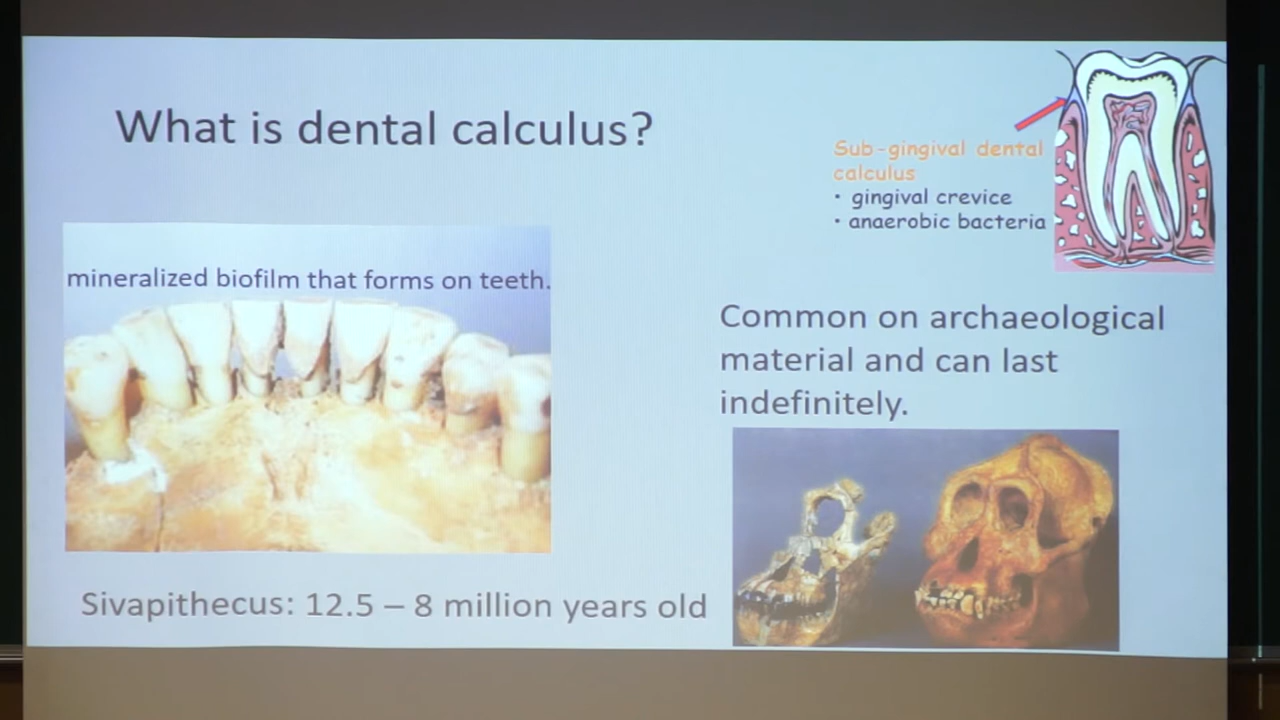 What is dental calculus?
Sub-gingival dental
calculus
• gingival crevice
• anaerobic bacteria
mineralized biofilm that forms on teeth.
Common on archaeological
material and can last
indefinitely.
Sivapithecus: 12.5 – 8 million years old